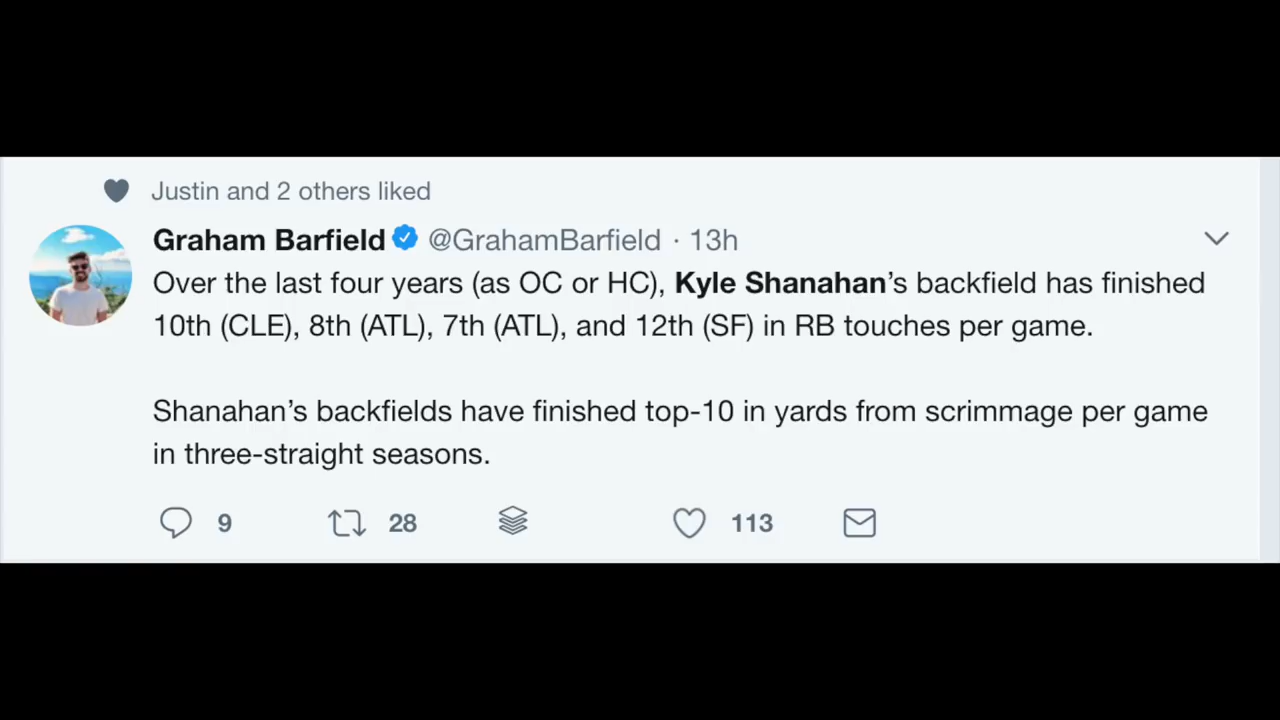 Justin and 2 others liked
Graham Barfield @GrahamBarfield · 13h
Over the last four years (as OC or HC), Kyle Shanahan’s backfield has finished
10th (CLE), 8th (ATL), 7th (ATL), and 12th (SF) in RB touches per game.
Shanahan’s backfields have finished top-10 in yards from scrimmage per game
in three-straight seasons.
9 28 113